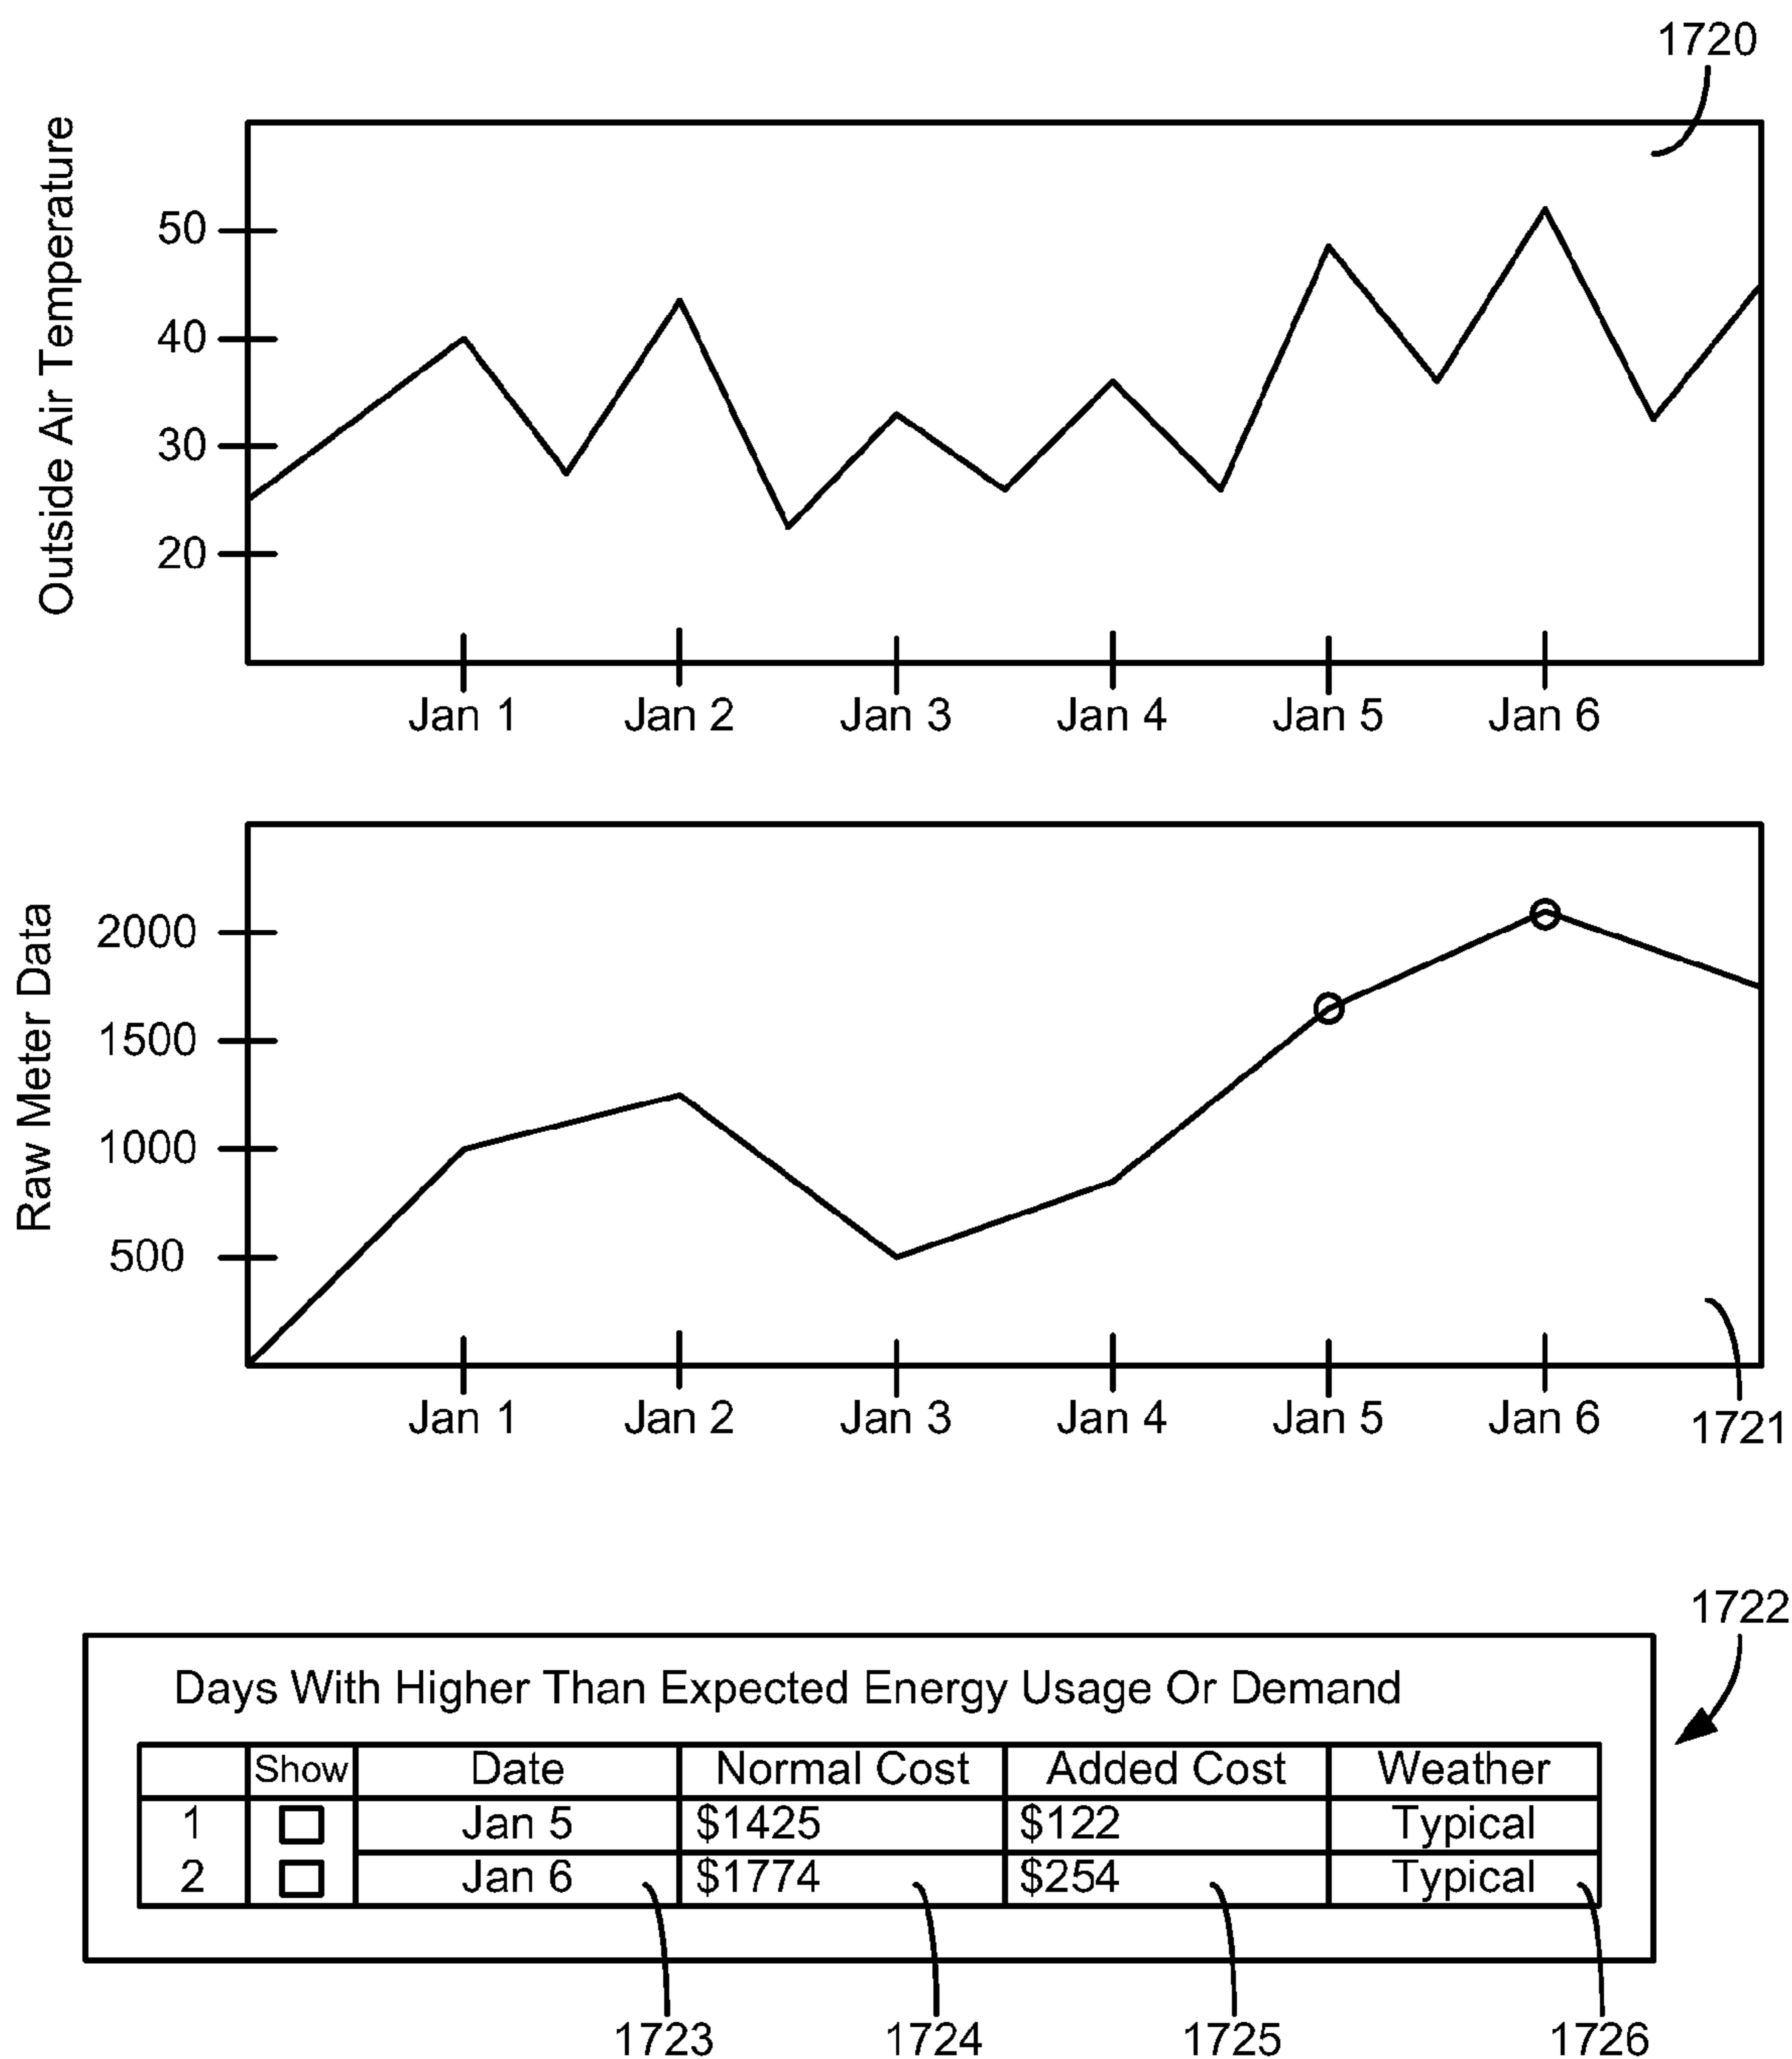 1720
Outside Air Temperature
50
40
30
20
Jan 1 Jan 2 Jan 3 Jan 4 Jan 5 Jan 6
Raw Meter Data
2000
1500
1000
500
Jan 1 Jan 2 Jan 3 Jan 4 Jan 5 Jan 6
1721
1722
Days With Higher Than Expected Energy Usage Or Demand
Show Date Normal Cost Added Cost Weather
1 Jan 5 $1425 $122 Typical
2 Jan 6 $1774 $254 Typical
1723 1724 1725 1726